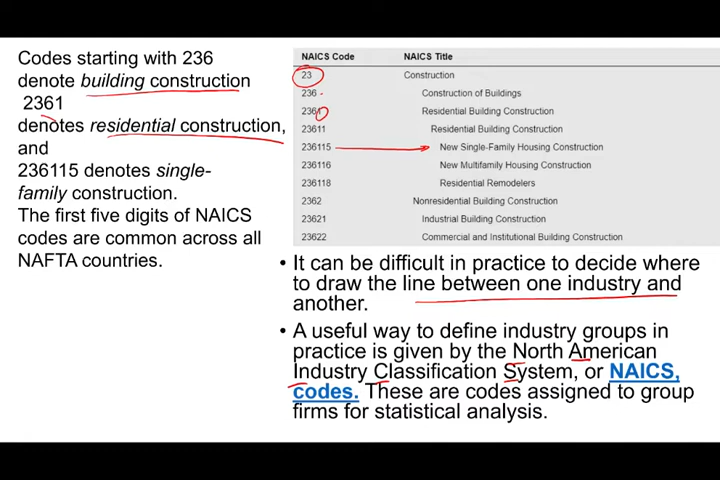 Codes starting with 236
denote building construction
2361
denotes residential construction,
and
236115 denotes single-
family construction.
The first five digits of NAICS
codes are common across all
NAFTA countries.
NAICS Code NAICS Title
23 Construction
236 Construction of Buildings
2361 Residential Building Construction
23611 Residential Building Construction
236115 New Single-Family Housing Construction
236116 New Multifamily Housing Construction
236118 Residential Remodelers
2362 Nonresidential Building Construction
23621 Industrial Building Construction
23622 Commercial and Institutional Building Construction
• It can be difficult in practice to decide where
to draw the line between one industry and
another.
• A useful way to define industry groups in
practice is given by the North American
Industry Classification System, or NAICS,
codes. These are codes assigned to group
firms for statistical analysis.